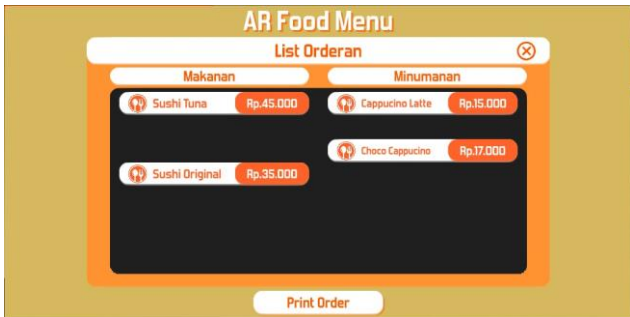 AR Food Menu
List Orderan
Makanan
Minumanan
Sushi Tuna Rp.45.000
Cappucino Latte Rp.15.000
Choco Cappucino Rp.17.000
Sushi Original Rp.35.000
Print Order